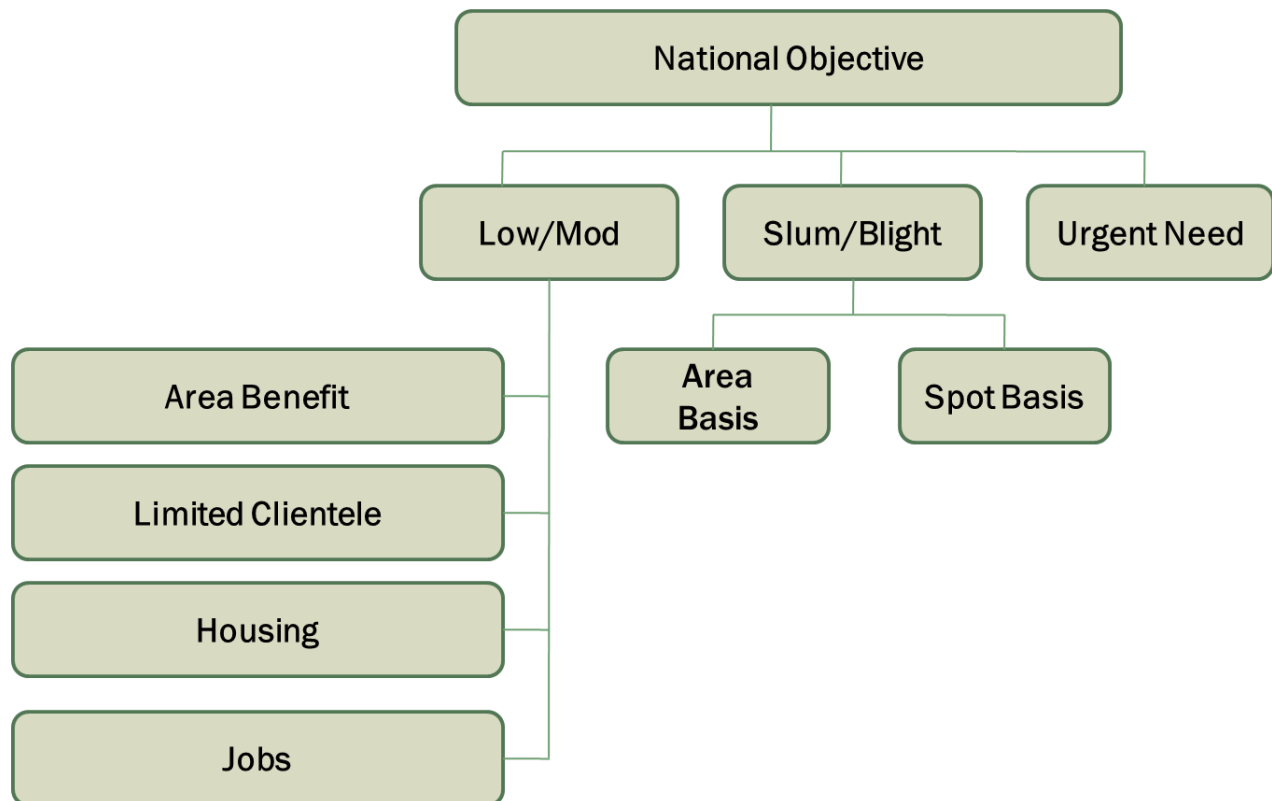 National Objective
Low/Mod
Slum/Blight
Urgent Need
Area Benefit
Limited Clientele
Housing
Jobs
Area
Basis
Spot Basis